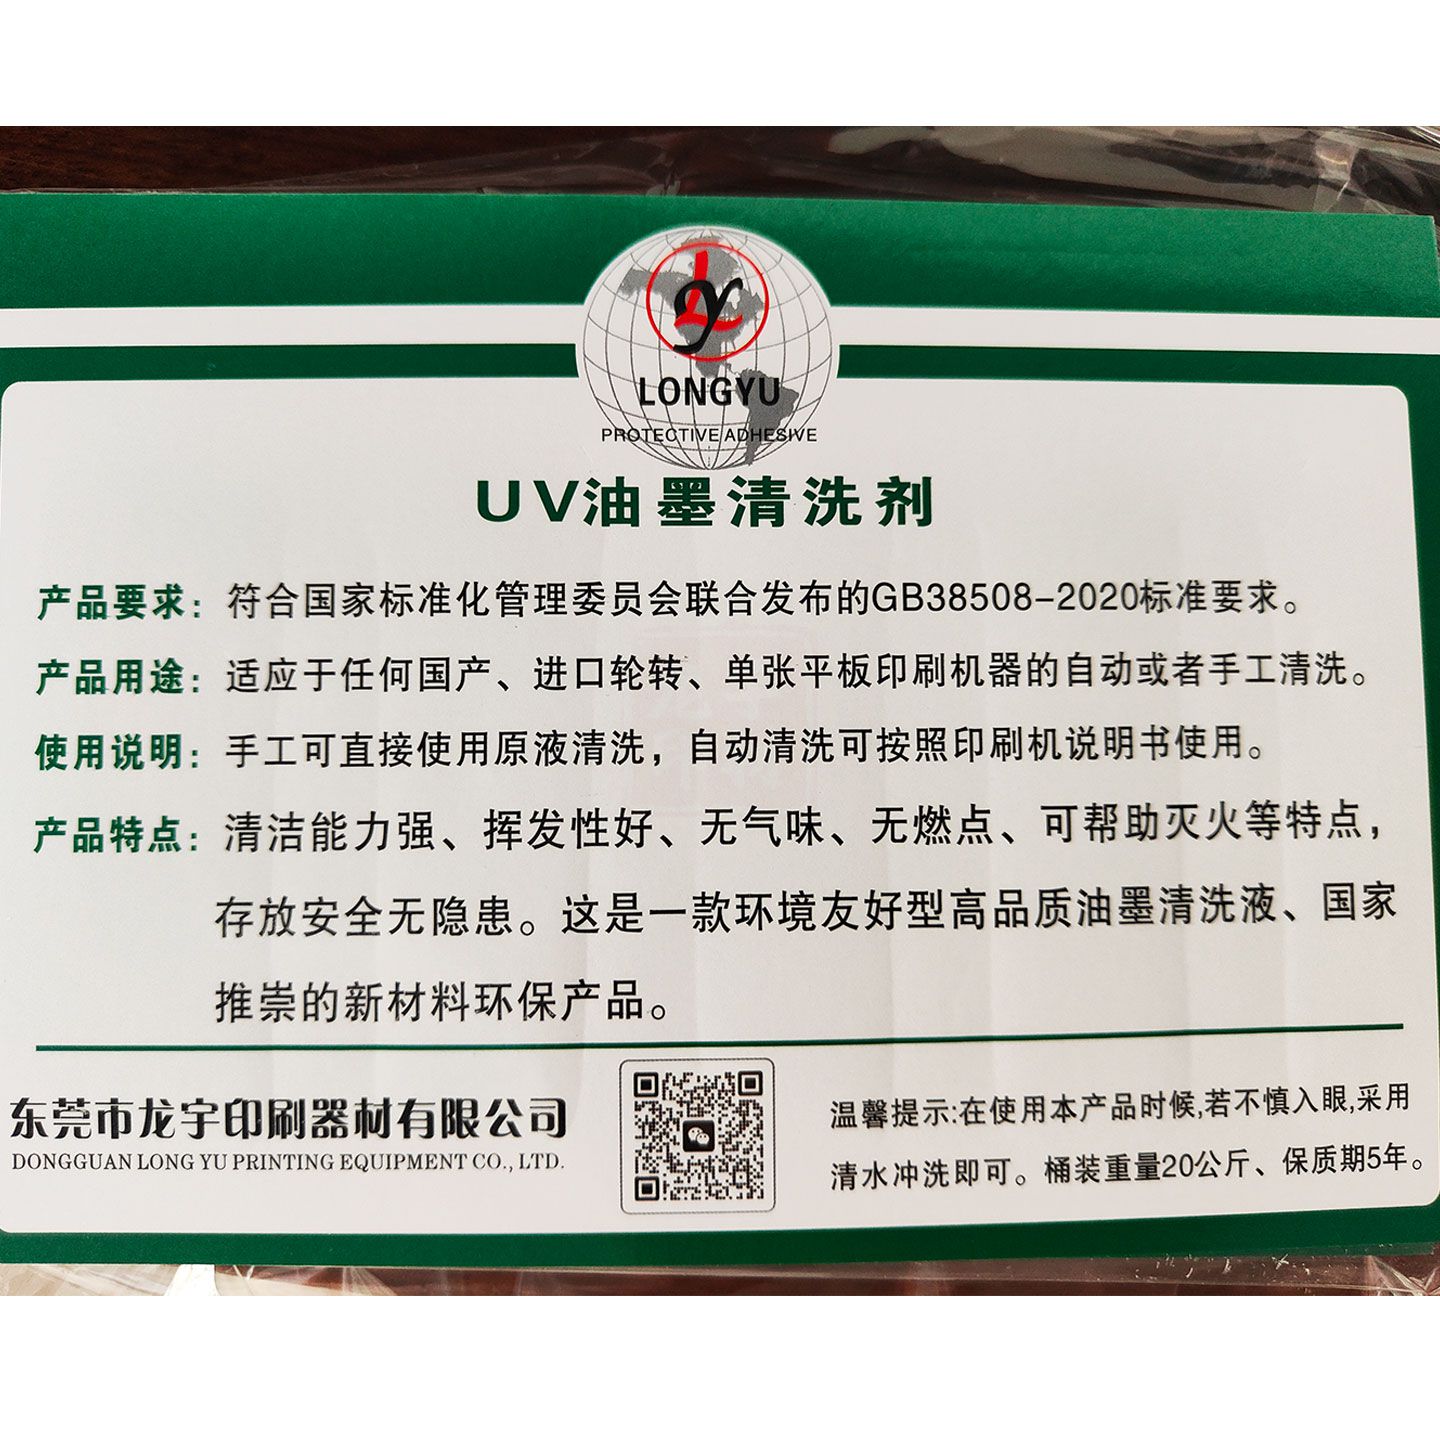 Ly
LONGYU
PROTECTIVE ADHESIVE
UV油墨清洗剂
产品要求：符合国家标准化管理委员会联合发布的GB38508-2020标准要求。
产品用途：适应于任何国产、进口轮转、单张平板印刷机器的自动或者手工清洗。
使用说明：手工可直接使用原液清洗，自动清洗可按照印刷机说明书使用。
产品特点：清洁能力强、挥发性好、无气味、无燃点、可帮助灭火等特点，
存放安全无隐患。这是一款环境友好型高品质油墨清洗液、国家
推崇的新材料环保产品。
东莞市龙宇印刷器材有限公司
DONGGUAN LONG YU PRINTING EQUIPMENT CO., LTD.
温馨提示:在使用本产品时候,若不慎入眼,采用
清水冲洗即可。桶装重量20公斤、保质期5年。